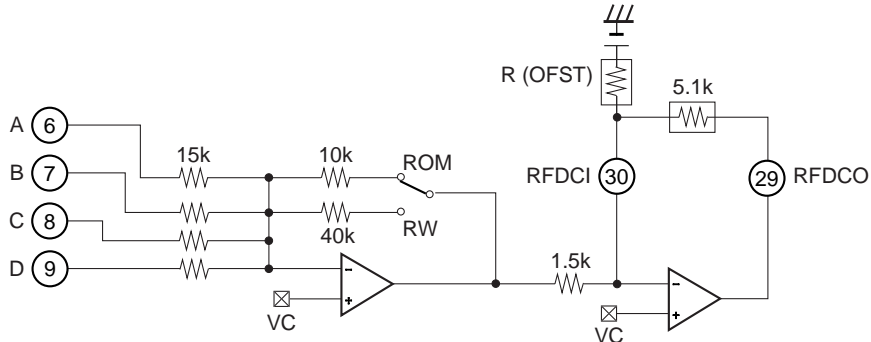 R (OFST)
5.1k
A 6
15k
10k
ROM
B 7
RFDCI 30
29 RFDCO
C 8
RW
40k
D 9
1.5k
-
+
VC
-
+
VC